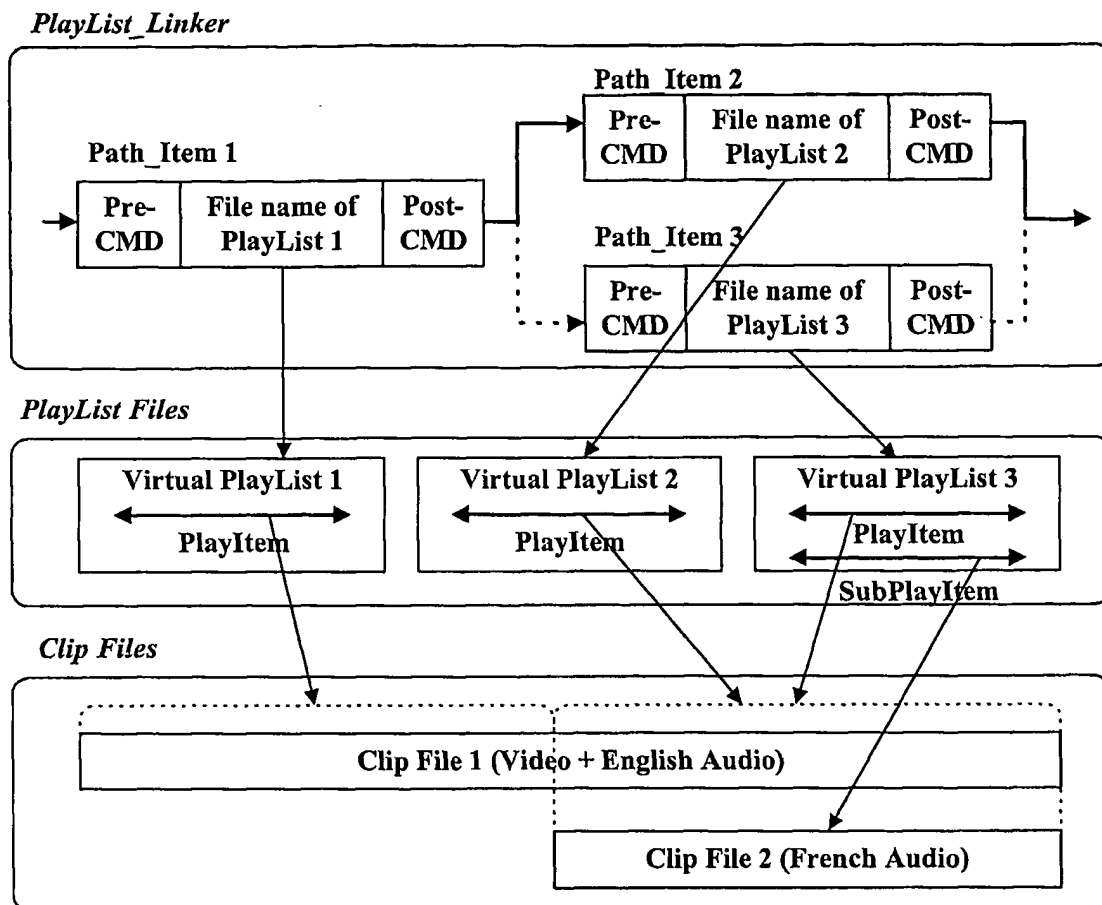 PlayList_Linker
Path_Item 1
Pre-
CMD
File name of
PlayList 1
Post-
CMD
Path_Item 2
Pre-
CMD
File name of
PlayList 2
Post-
CMD
Path_Item 3
Pre-
CMD
File name of
PlayList 3
Post-
CMD
PlayList Files
Virtual PlayList 1
PlayItem
Virtual PlayList 2
PlayItem
Virtual PlayList 3
PlayItem
SubPlayItem
Clip Files
Clip File 1 (Video + English Audio)
Clip File 2 (French Audio)